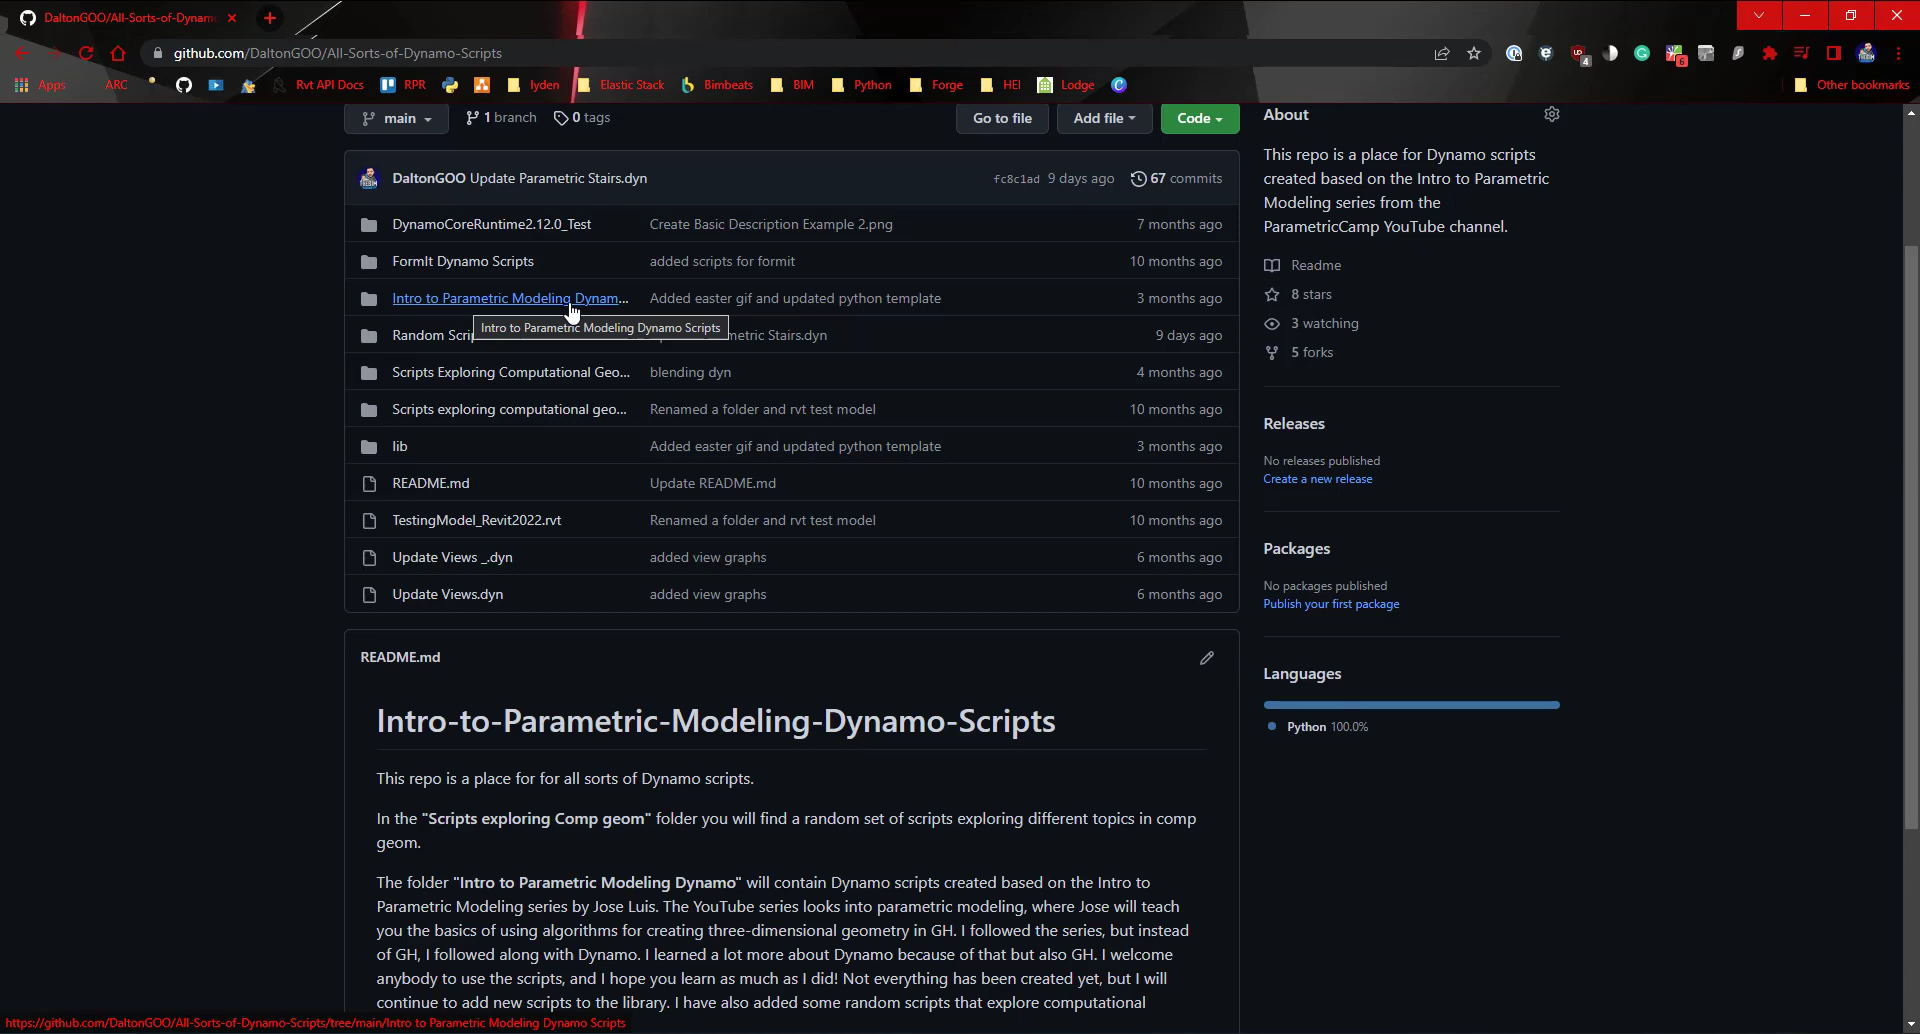 DaltonGOO/All-Sorts-of-Dynam
github.com/DaltonGOO/All-Sorts-of-Dynamo-Scripts
4
6
Apps ARC Rvt API Docs RPR Iyden Elastic Stack Bimbeats BIM Python Forge HEI Lodge Other bookmarks
main 1 branch 0 tags Go to file Add file Code
DaltonGOO Update Parametric Stairs.dyn fc8c1ad 9 days ago 67 commits
DynamoCoreRuntime2.12.0_Test Create Basic Description Example 2.png 7 months ago
FormIt Dynamo Scripts added scripts for formit 10 months ago
Intro to Parametric Modeling Dynam... Added easter gif and updated python template 3 months ago
Intro to Parametric Modeling Dynamo Scripts
Random Scri metric Stairs.dyn 9 days ago
Scripts Exploring Computational Geo... blending dyn 4 months ago
Scripts exploring computational geo... Renamed a folder and rvt test model 10 months ago
lib Added easter gif and updated python template 3 months ago
README.md Update README.md 10 months ago
TestingModel_Revit2022.rvt Renamed a folder and rvt test model 10 months ago
Update Views _.dyn added view graphs 6 months ago
Update Views.dyn added view graphs 6 months ago
README.md
Intro-to-Parametric-Modeling-Dynamo-Scripts
This repo is a place for for all sorts of Dynamo scripts.
In the "Scripts exploring Comp geom" folder you will find a random set of scripts exploring different topics in comp
geom.
The folder "Intro to Parametric Modeling Dynamo" will contain Dynamo scripts created based on the Intro to
Parametric Modeling series by Jose Luis. The YouTube series looks into parametric modeling, where Jose will teach
you the basics of using algorithms for creating three-dimensional geometry in GH. I followed the series, but instead
of GH, I followed along with Dynamo. I learned a lot more about Dynamo because of that but also GH. I welcome
anybody to use the scripts, and I hope you learn as much as I did! Not everything has been created yet, but I will
continue to add new scripts to the library. I have also added some random scripts that explore computational
About
This repo is a place for Dynamo scripts
created based on the Intro to Parametric
Modeling series from the
ParametricCamp YouTube channel.
Readme
8 stars
3 watching
5 forks
Releases
No releases published
Create a new release
Packages
No packages published
Publish your first package
Languages
Python 100.0%
https://github.com/DaltonGOO/All-Sorts-of-Dynamo-Scripts/tree/main/Intro to Parametric Modeling Dynamo Scripts